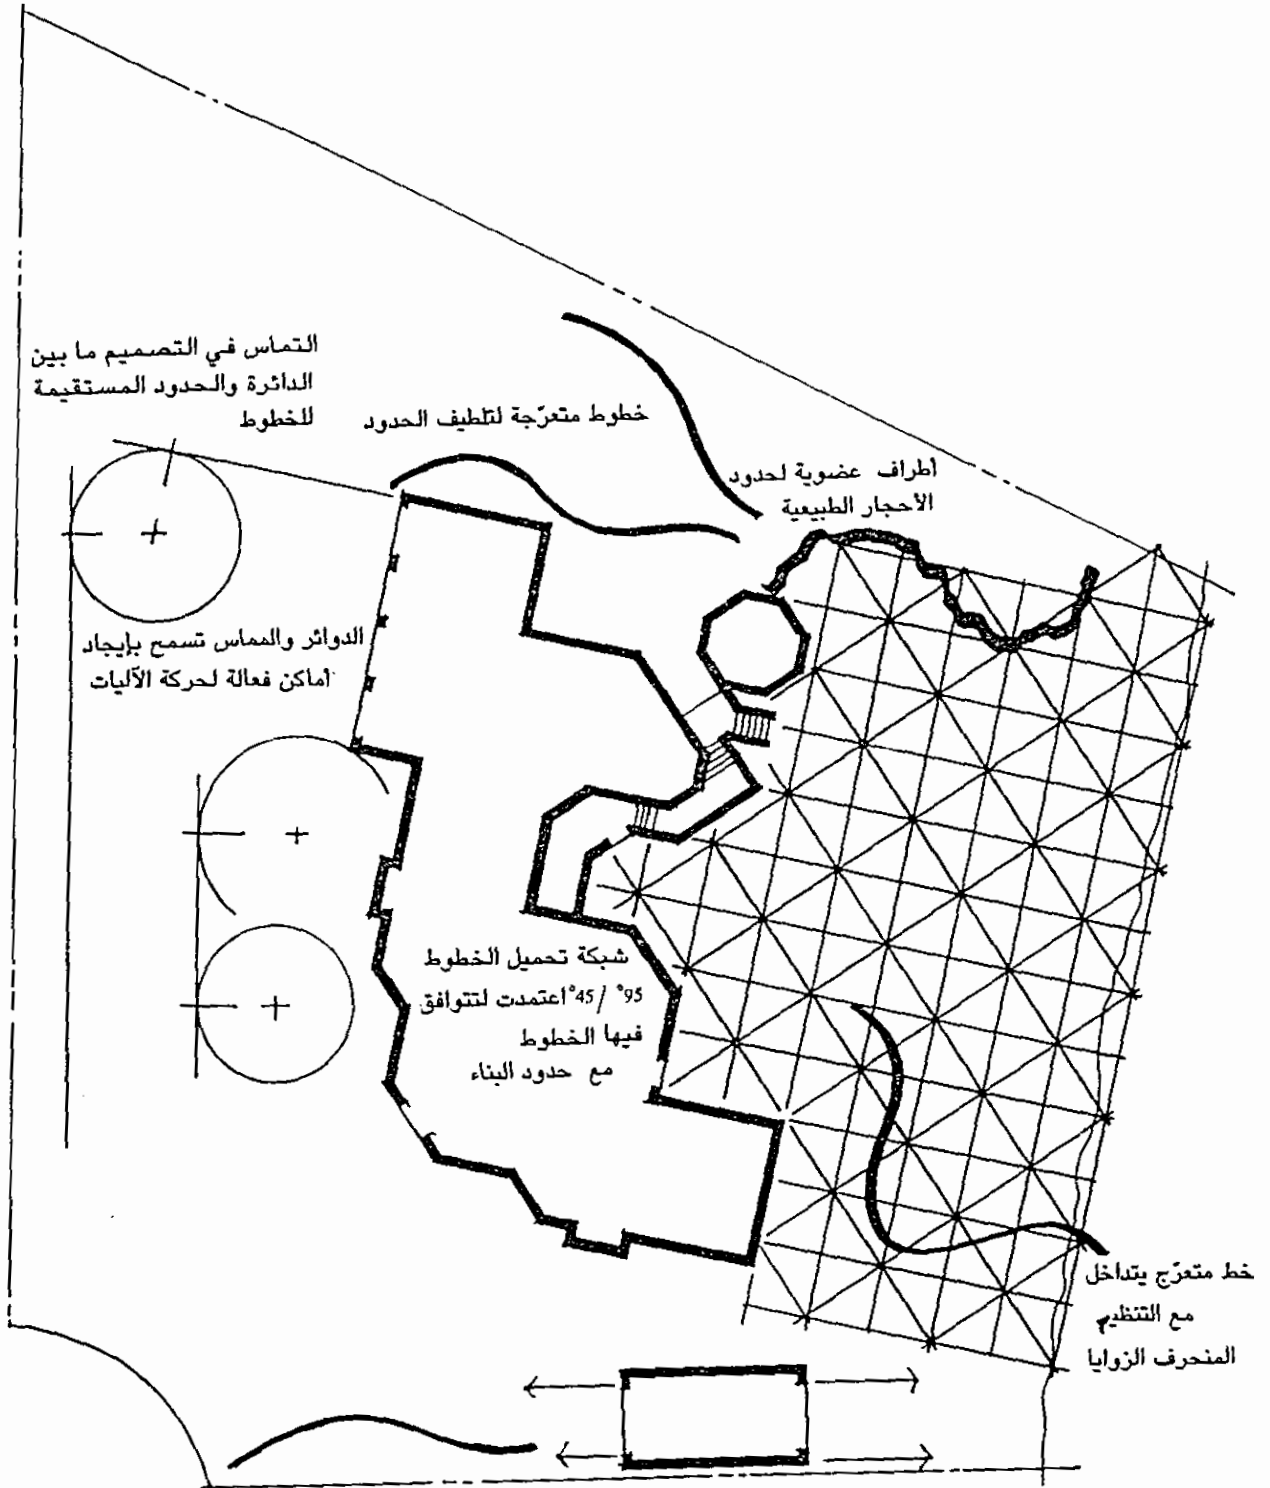 التماس في التصميم ما بين
الدائرة والحدود المستقيمة
للخطوط
خطوط متعرّجة لتلطيف الحدود
أطراف عضوية لحدود
الأحجار الطبيعية
الدوائر والمماس تسمح بإيجاد
أماكن فعالة لحركة الآليات
شبكة تحميل الخطوط
95° /45° اعتمدت لتتوافق
فيها الخطوط
مع حدود البناء
خط متعرّج يتداخل
مع التنظيم
المنحرف الزوايا